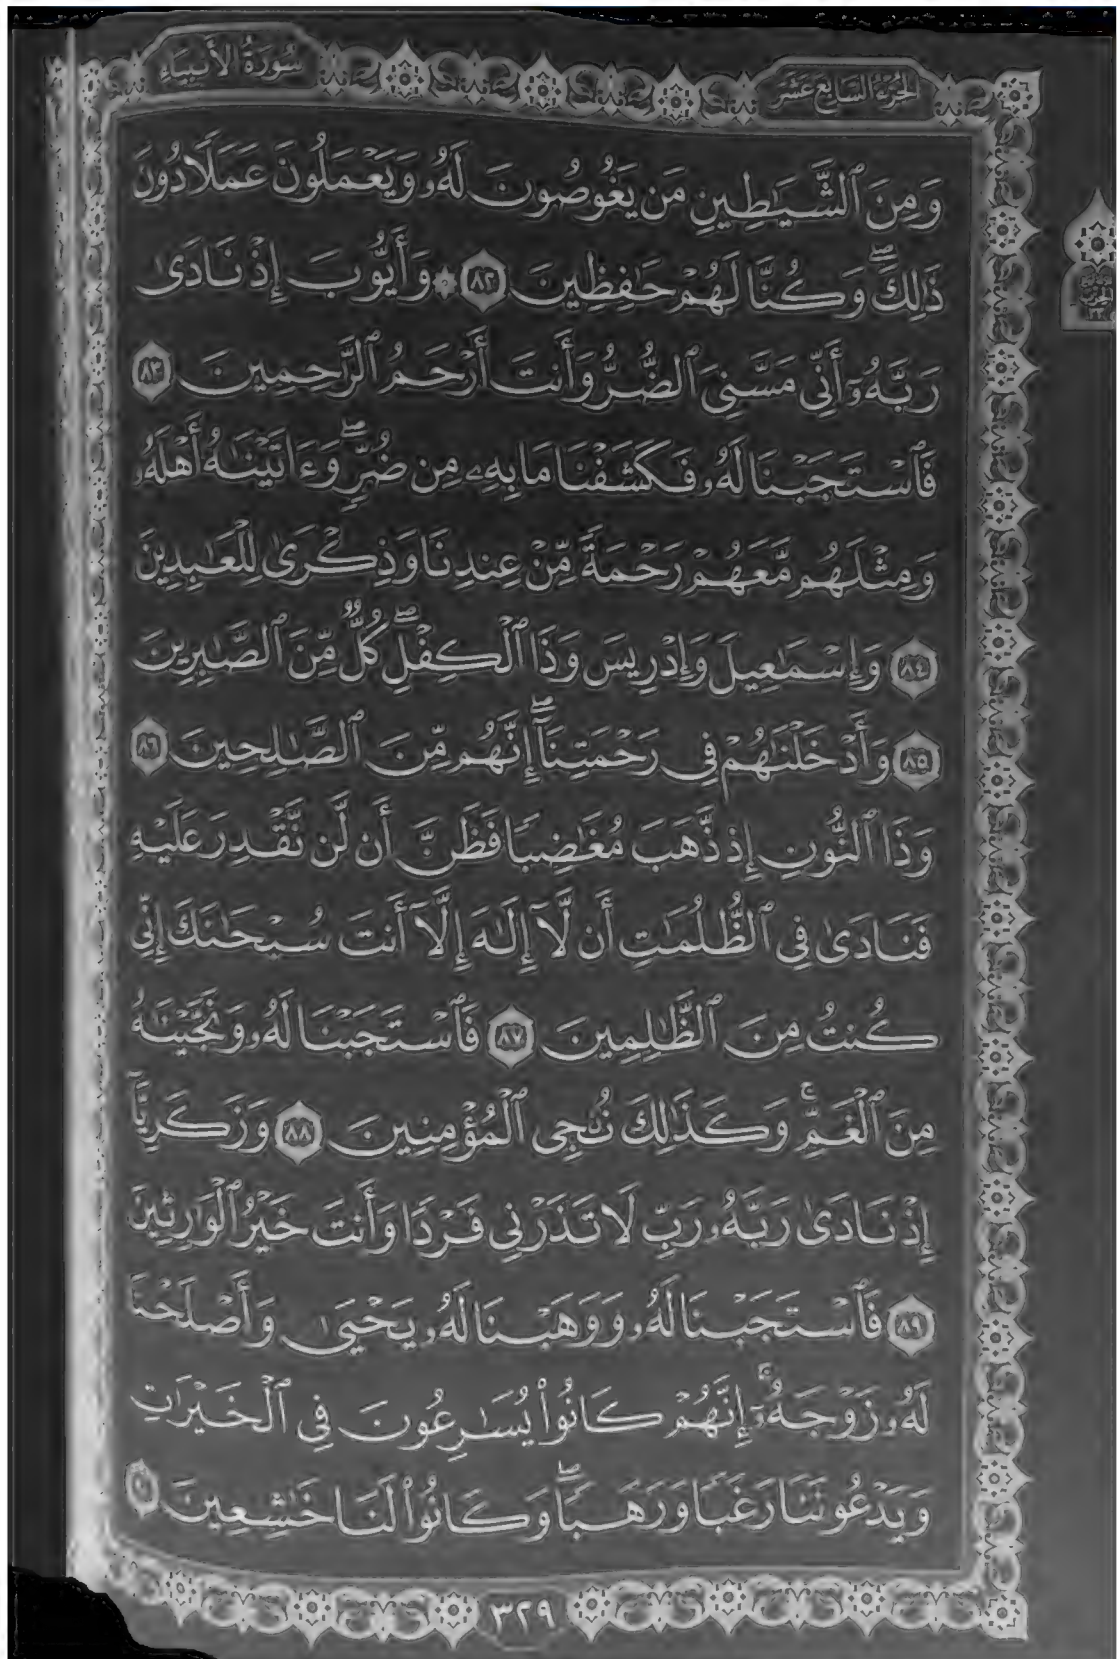 سُورَةُ الأَنبِيَاءِ
الجُزْءُ السَّابِعَ عَشَرَ
وَمِنَ ٱلشَّيَٰطِينِ مَن يَغُوصُونَ لَهُۥ وَيَعْمَلُونَ عَمَلًا دُونَ
ذَٰلِكَۖ وَكُنَّا لَهُمْ حَٰفِظِينَ ٨٢ ۞ وَأَيُّوبَ إِذْ نَادَىٰ
رَبَّهُۥٓ أَنِّي مَسَّنِيَ ٱلضُّرُّ وَأَنتَ أَرْحَمُ ٱلرَّٰحِمِينَ ٨٣
فَٱسْتَجَبْنَا لَهُۥ فَكَشَفْنَا مَا بِهِۦ مِن ضُرٍّۖ وَءَاتَيْنَٰهُ أَهْلَهُۥ
وَمِثْلَهُم مَّعَهُمْ رَحْمَةً مِّنْ عِندِنَا وَذِكْرَىٰ لِلْعَٰبِدِينَ
٨٤ وَإِسْمَٰعِيلَ وَإِدْرِيسَ وَذَا ٱلْكِفْلِۖ كُلٌّ مِّنَ ٱلصَّٰبِرِينَ
٨٥ وَأَدْخَلْنَٰهُمْ فِي رَحْمَتِنَآۖ إِنَّهُم مِّنَ ٱلصَّٰلِحِينَ ٨٦
وَذَا ٱلنُّونِ إِذ ذَّهَبَ مُغَٰضِبًا فَظَنَّ أَن لَّن نَّقْدِرَ عَلَيْهِ
فَنَادَىٰ فِي ٱلظُّلُمَٰتِ أَن لَّآ إِلَٰهَ إِلَّآ أَنتَ سُبْحَٰنَكَ إِنِّي
كُنتُ مِنَ ٱلظَّٰلِمِينَ ٨٧ فَٱسْتَجَبْنَا لَهُۥ وَنَجَّيْنَٰهُ
مِنَ ٱلْغَمِّۚ وَكَذَٰلِكَ نُۨجِي ٱلْمُؤْمِنِينَ ٨٨ وَزَكَرِيَّآ
إِذْ نَادَىٰ رَبَّهُۥ رَبِّ لَا تَذَرْنِي فَرْدًا وَأَنتَ خَيْرُ ٱلْوَٰرِثِينَ
٨٩ فَٱسْتَجَبْنَا لَهُۥ وَوَهَبْنَا لَهُۥ يَحْيَىٰ وَأَصْلَحْنَا
لَهُۥ زَوْجَهُۥٓۚ إِنَّهُمْ كَانُوا۟ يُسَٰرِعُونَ فِي ٱلْخَيْرَٰتِ
وَيَدْعُونَنَا رَغَبًا وَرَهَبًاۖ وَكَانُوا۟ لَنَا خَٰشِعِينَ ٩٠
٣٢٩